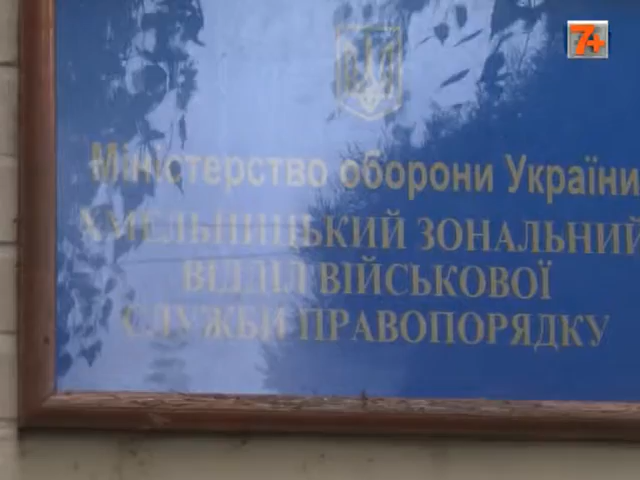 7+
Міністерство оборони України
ХМЕЛЬНИЦЬКИЙ ЗОНАЛЬНИЙ
ВІДДІЛ ВІЙСЬКОВОЇ
СЛУЖБИ ПРАВОПОРЯДКУ